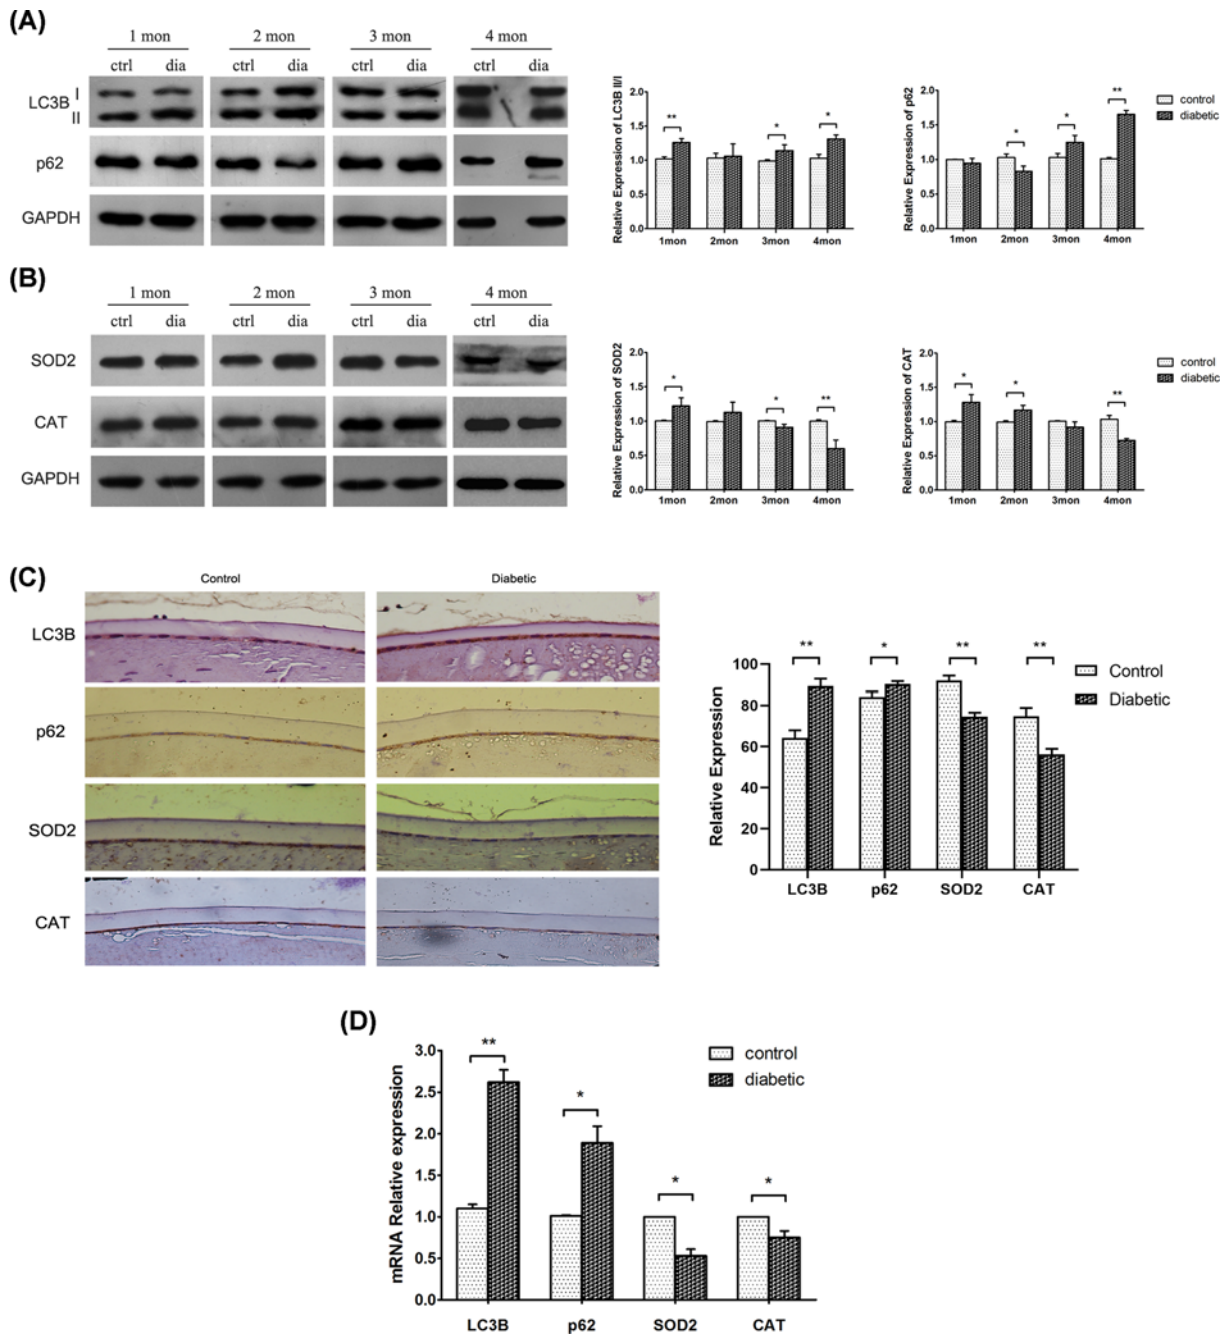 (A)
1 mon 2 mon 3 mon 4 mon
ctrl dia ctrl dia ctrl dia ctrl dia
LC3B I
II
p62
GAPDH
Relative Expression of LC3B II/I
2.0
1.5
1.0
0.5
0.0
** * *
1mon 2mon 3mon 4mon
Relative Expression of p62
2.0
1.5
1.0
0.5
0.0
* * **
1mon 2mon 3mon 4mon
control
diabetic
(B)
1 mon 2 mon 3 mon 4 mon
ctrl dia ctrl dia ctrl dia ctrl dia
SOD2
CAT
GAPDH
Relative Expression of SOD2
2.0
1.5
1.0
0.5
0.0
* * **
1mon 2mon 3mon 4mon
Relative Expression of CAT
2.0
1.5
1.0
0.5
0.0
* * **
1mon 2mon 3mon 4mon
control
diabetic
(C)
Control Diabetic
LC3B
p62
SOD2
CAT
Relative Expression
100
80
60
40
20
0
** * ** **
LC3B p62 SOD2 CAT
Control
Diabetic
(D)
mRNA Relative expression
3.0
2.5
2.0
1.5
1.0
0.5
0.0
** * * *
LC3B p62 SOD2 CAT
control
diabetic